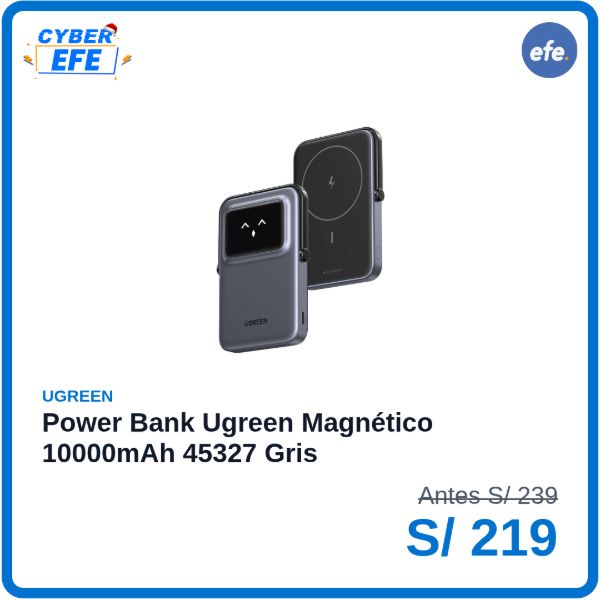 CYBER
EFE
efe.
UGREEN
UGREEN
Power Bank Ugreen Magnético
10000mAh 45327 Gris
Antes S/ 239
S/ 219